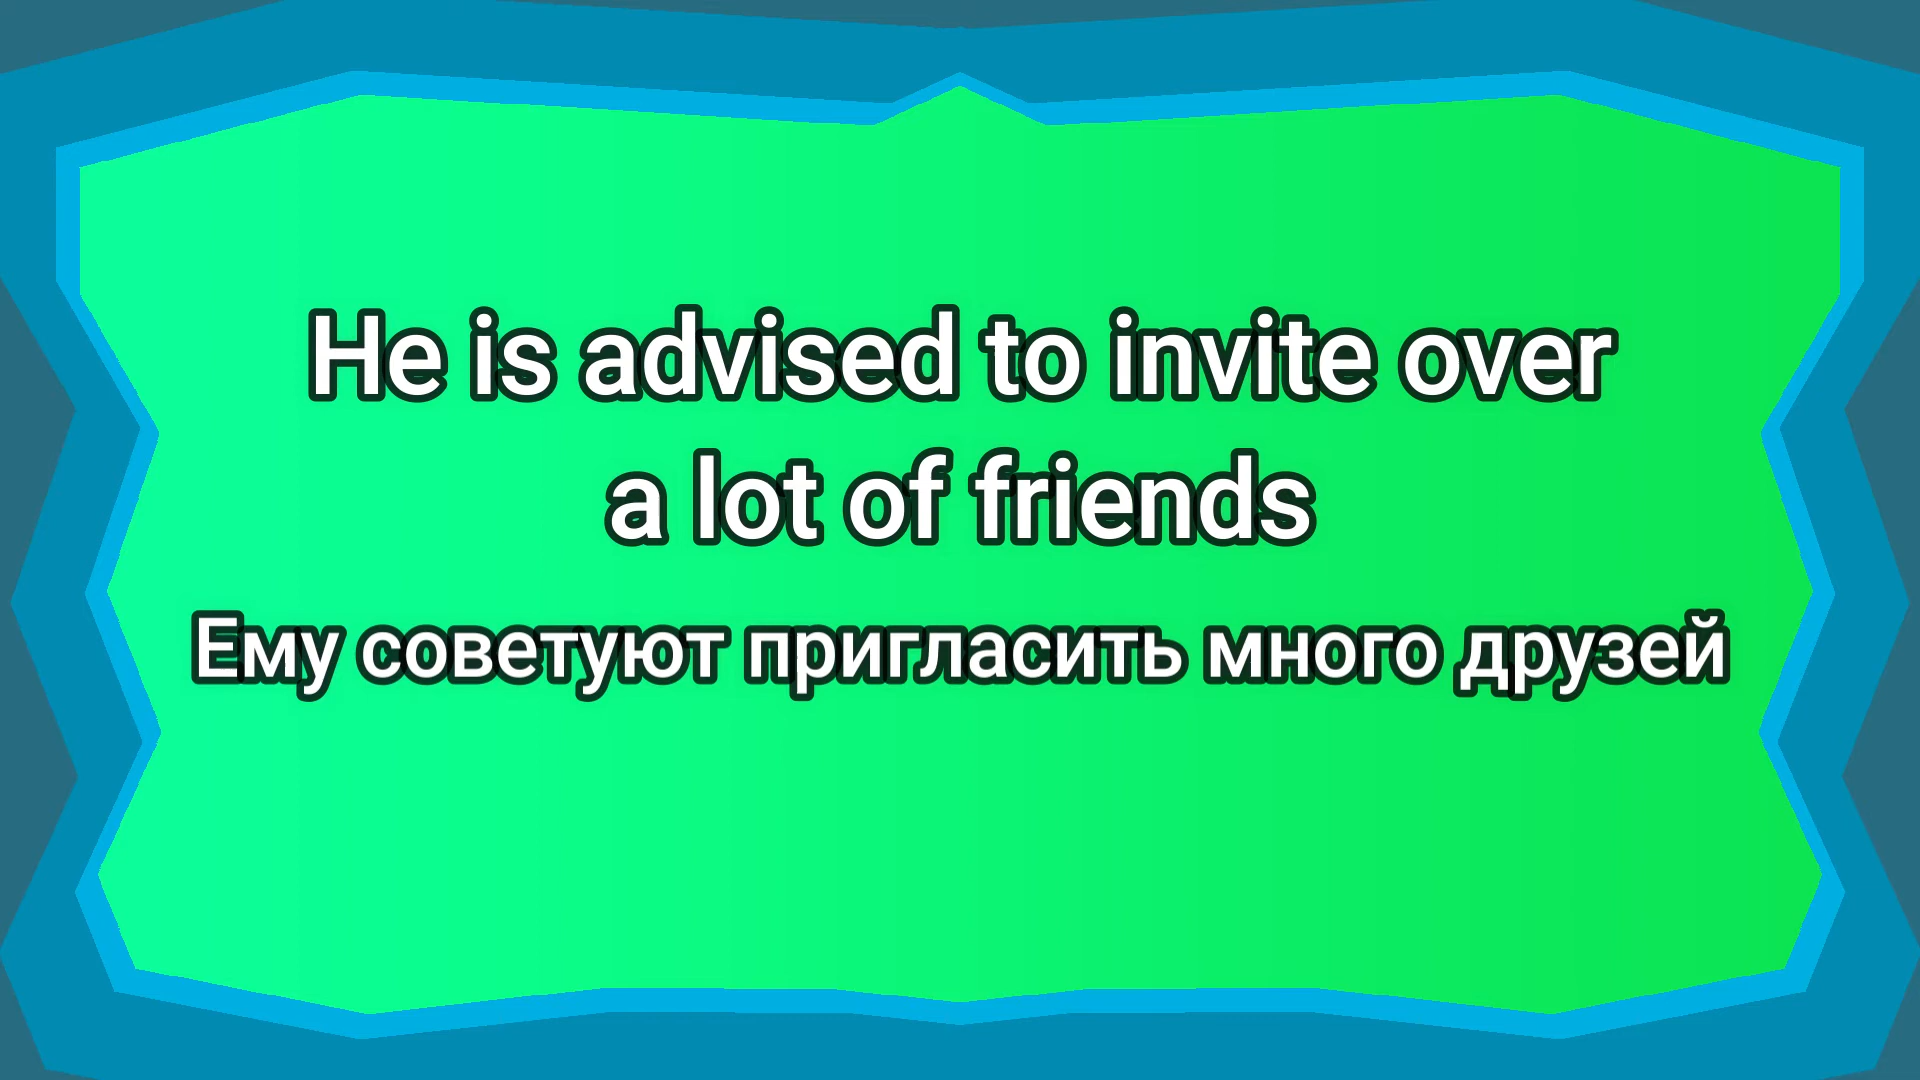 He is advised to invite over
a lot of friends
Ему советуют пригласить много друзей